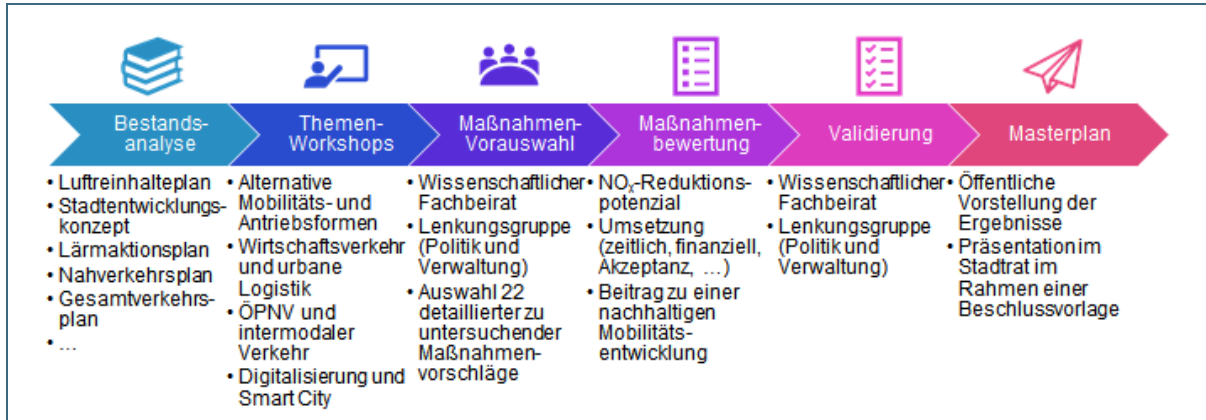 Bestands-
analyse
Themen-
Workshops
Maßnahmen-
Vorauswahl
Maßnahmen-
bewertung
Validierung
Masterplan
• Luftreinhalteplan
• Stadtentwicklungs-
konzept
• Lärmaktionsplan
• Nahverkehrsplan
• Gesamtverkehrs-
plan
• …
• Alternative
Mobilitäts- und
Antriebsformen
• Wirtschaftsverkehr
und urbane
Logistik
• ÖPNV und
intermodaler
Verkehr
• Digitalisierung und
Smart City
• Wissenschaftlicher
Fachbeirat
• Lenkungsgruppe
(Politik und
Verwaltung)
• Auswahl 22
detaillierter zu
untersuchender
Maßnahmen-
vorschläge
• NOₓ-Reduktions-
potenzial
• Umsetzung
(zeitlich, finanziell,
Akzeptanz, …)
• Beitrag zu einer
nachhaltigen
Mobilitäts-
entwicklung
• Wissenschaftlicher
Fachbeirat
• Lenkungsgruppe
(Politik und
Verwaltung)
• Öffentliche
Vorstellung der
Ergebnisse
• Präsentation im
Stadtrat im
Rahmen einer
Beschlussvorlage